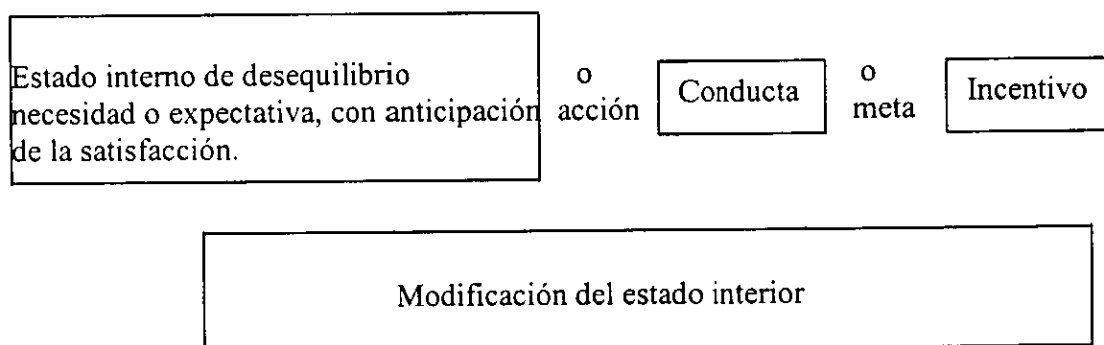 Estado interno de desequilibrio
necesidad o expectativa, con anticipación
de la satisfacción.
o
acción
Conducta
o
meta
Incentivo
Modificación del estado interior